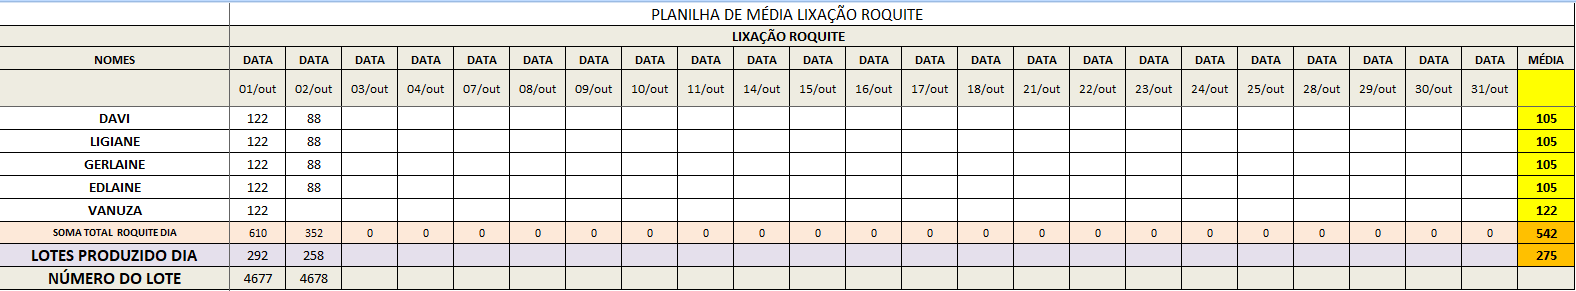 PLANILHA DE MÉDIA LIXAÇÃO ROQUITE
LIXAÇÃO ROQUITE
NOMES DATA DATA DATA DATA DATA DATA DATA DATA DATA DATA DATA DATA DATA DATA DATA DATA DATA DATA DATA DATA DATA DATA DATA MÉDIA
01/out 02/out 03/out 04/out 07/out 08/out 09/out 10/out 11/out 14/out 15/out 16/out 17/out 18/out 21/out 22/out 23/out 24/out 25/out 28/out 29/out 30/out 31/out
DAVI 122 88 105
LIGIANE 122 88 105
GERLAINE 122 88 105
EDLAINE 122 88 105
VANUZA 122 122
SOMA TOTAL ROQUITE DIA 610 352 0 0 0 0 0 0 0 0 0 0 0 0 0 0 0 0 0 0 0 0 0 542
LOTES PRODUZIDO DIA 292 258 275
NÚMERO DO LOTE 4677 4678